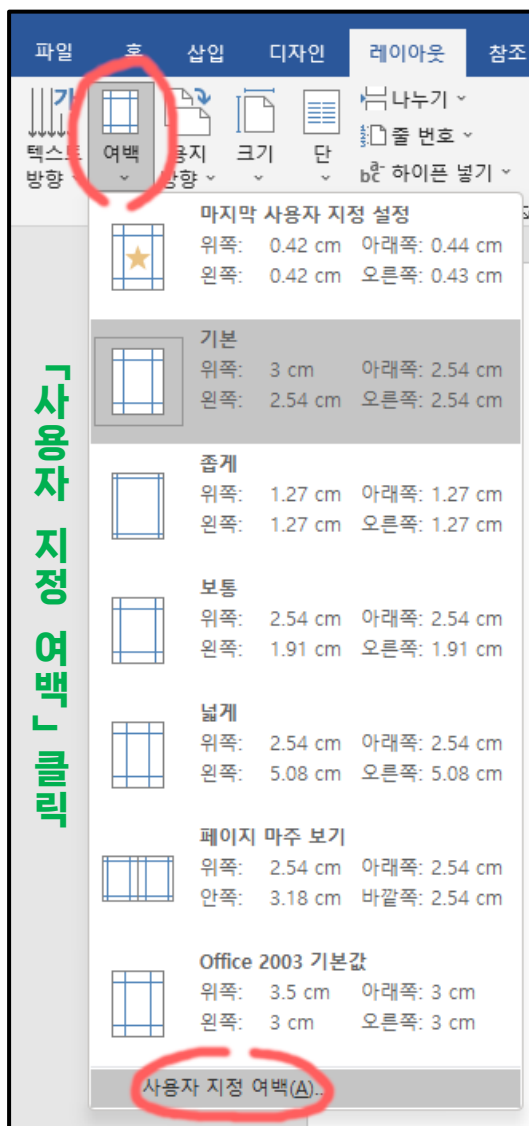 파일 홈 삽입 디자인 레이아웃 참조
가
텍스트 방향
여백
용지 방향
크기
단
나누기
줄 번호
bc a- 하이픈 넣기
마지막 사용자 지정 설정
위쪽: 0.42 cm 아래쪽: 0.44 cm
왼쪽: 0.42 cm 오른쪽: 0.43 cm
기본
위쪽: 3 cm 아래쪽: 2.54 cm
왼쪽: 2.54 cm 오른쪽: 2.54 cm
좁게
위쪽: 1.27 cm 아래쪽: 1.27 cm
왼쪽: 1.27 cm 오른쪽: 1.27 cm
보통
위쪽: 2.54 cm 아래쪽: 2.54 cm
왼쪽: 1.91 cm 오른쪽: 1.91 cm
넓게
위쪽: 2.54 cm 아래쪽: 2.54 cm
왼쪽: 5.08 cm 오른쪽: 5.08 cm
페이지 마주 보기
위쪽: 2.54 cm 아래쪽: 2.54 cm
안쪽: 3.18 cm 바깥쪽: 2.54 cm
Office 2003 기본값
위쪽: 3.5 cm 아래쪽: 3 cm
왼쪽: 3 cm 오른쪽: 3 cm
사용자 지정 여백(A)...
「사용자 지정 여백」클릭